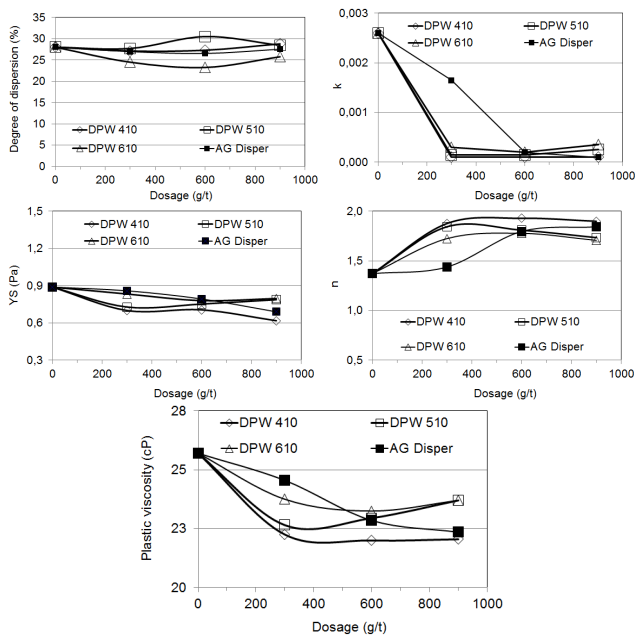 Degree of dispersion (%)
35
30
25
20
15
10
5
0
DPW 410 DPW 510
DPW 610 AG Disper
0 200 400 600 800 1000
Dosage (g/t)
k
0,003
0,002
0,001
0,000
DPW 410 DPW 510
DPW 610 AG Disper
0 200 400 600 800 1000
Dosage (g/t)
YS (Pa)
1,5
1,2
0,9
0,6
0,3
DPW 410 DPW 510
DPW 610 AG Disper
0 200 400 600 800 1000
Dosage (g/t)
n
2,0
1,5
1,0
0,5
DPW 410 DPW 510
DPW 610 AG Disper
0 200 400 600 800 1000
Dosage (g/t)
Plastic viscosity (cP)
28
25
23
20
DPW 410 DPW 510
DPW 610 AG Disper
0 200 400 600 800 1000
Dosage (g/t)